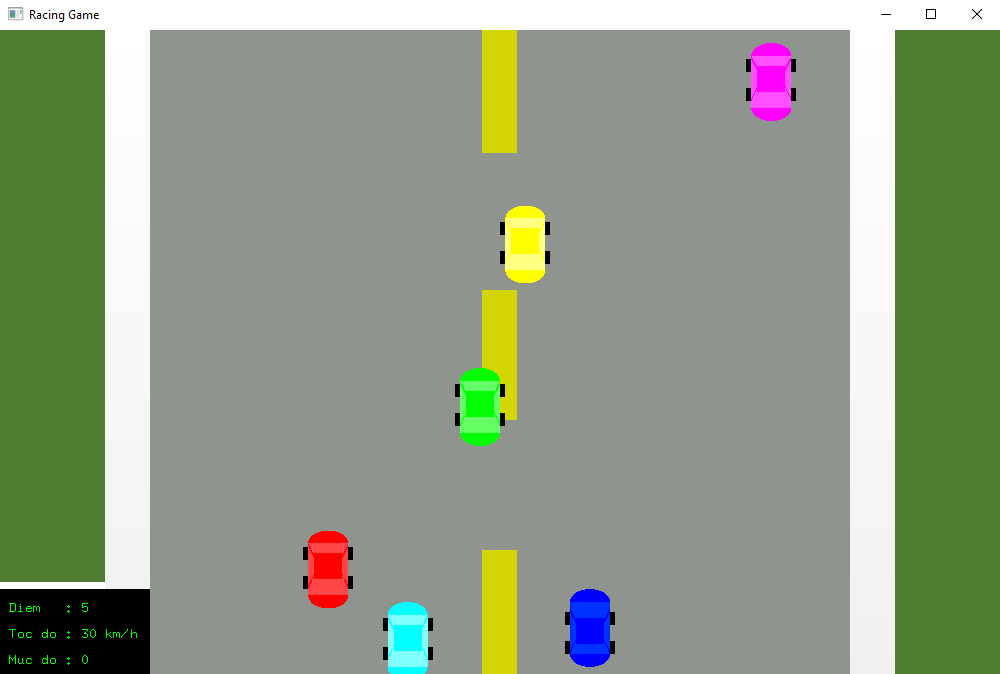 Racing Game
Diem : 5
Toc do : 30 km/h
Muc do : 0